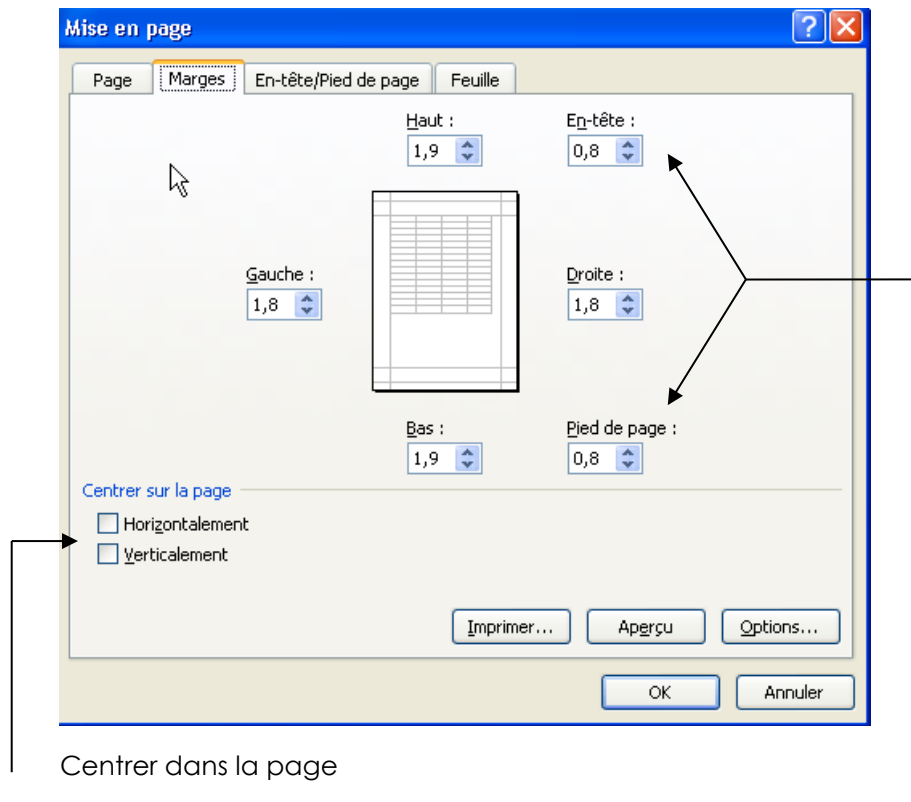 Mise en page
Page Marges En-tête/Pied de page Feuille
Haut : En-tête :
1,9 0,8
Gauche : Droite :
1,8 1,8
Bas : Pied de page :
1,9 0,8
Centrer sur la page
Horizontalement
Verticalement
Imprimer... Aperçu Options...
OK Annuler
Centrer dans la page